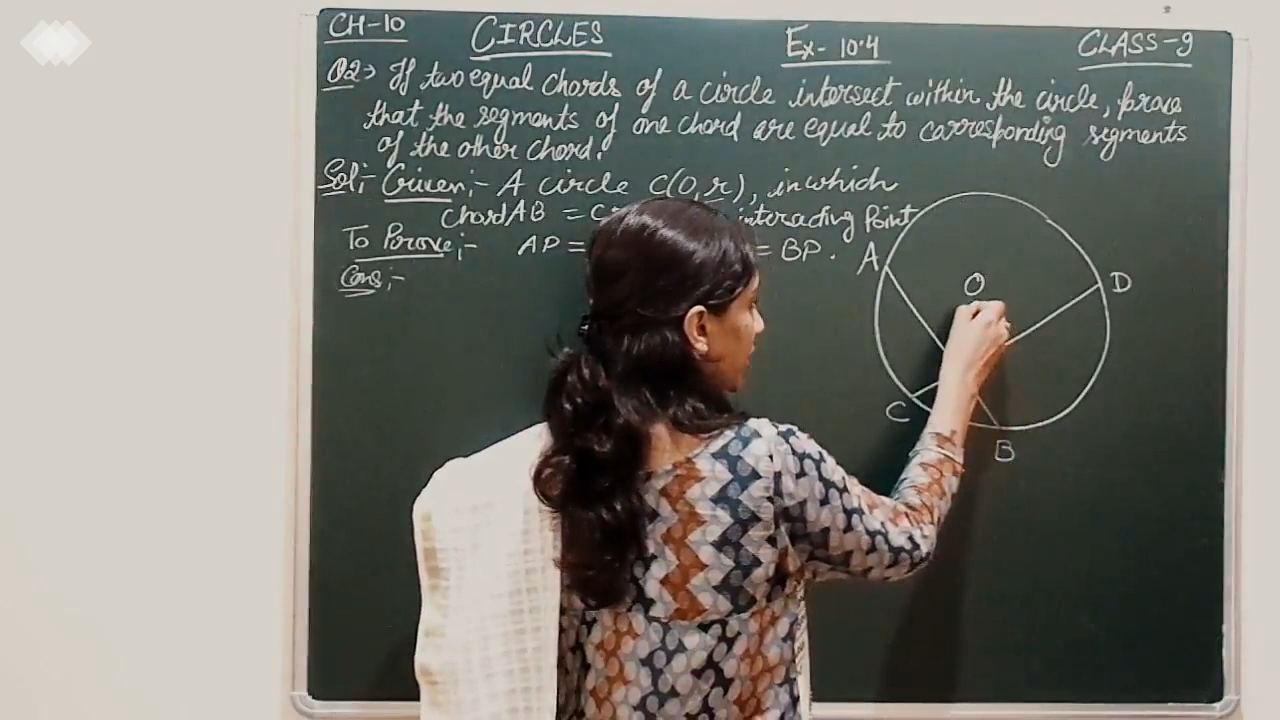 CH-10 CIRCLES Ex-10.4 CLASS-9
Q2> If two equal chords of a circle intersect within the circle, prove
that the segments of one chord are equal to carresponding segments
of the other chord.
Sol:- Given:- A circle C(O,r), in which
chord AB = interacting Point
To Prove:- AP = = BP.
Cons:-
A
O
D
C
B